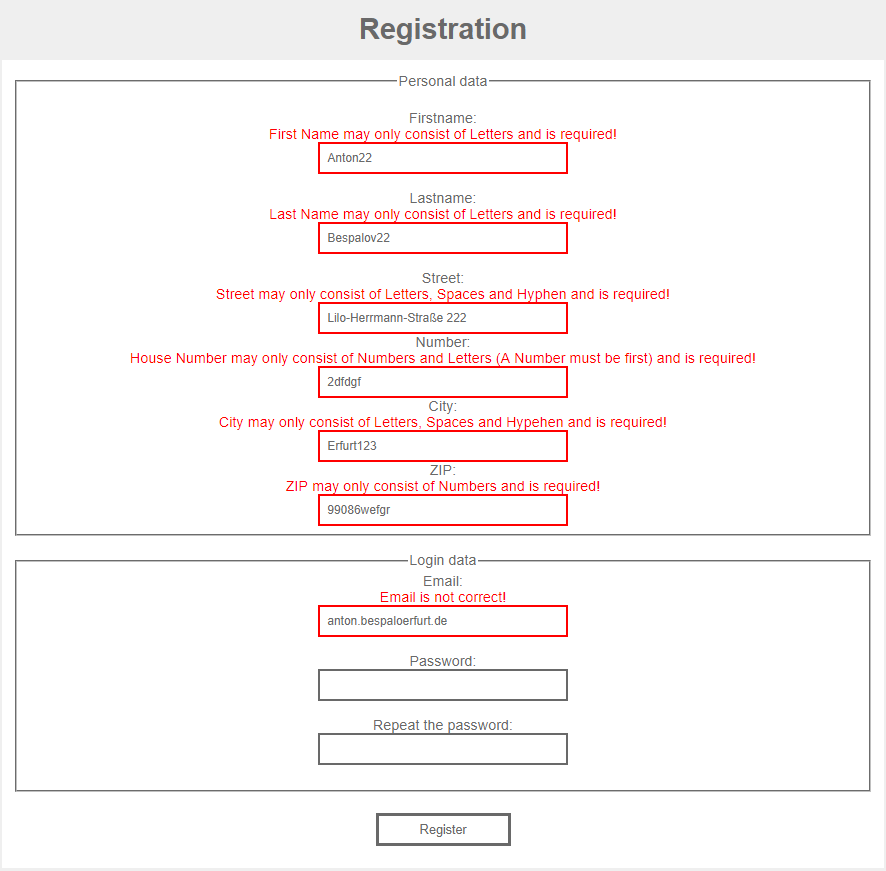 Registration
Personal data
Firstname:
First Name may only consist of Letters and is required!
Anton22
Lastname:
Last Name may only consist of Letters and is required!
Bespalov22
Street:
Street may only consist of Letters, Spaces and Hyphen and is required!
Lilo-Herrmann-Straße 222
Number:
House Number may only consist of Numbers and Letters (A Number must be first) and is required!
2dfdgf
City:
City may only consist of Letters, Spaces and Hypehen and is required!
Erfurt123
ZIP:
ZIP may only consist of Numbers and is required!
99086wefgr
Login data
Email:
Email is not correct!
anton.bespaloerfurt.de
Password:
Repeat the password:
Register